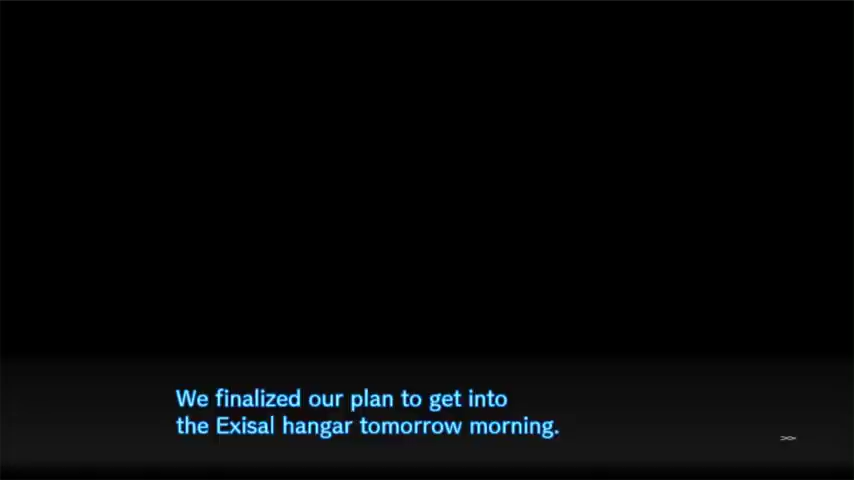 We finalized our plan to get into
the Exisal hangar tomorrow morning.